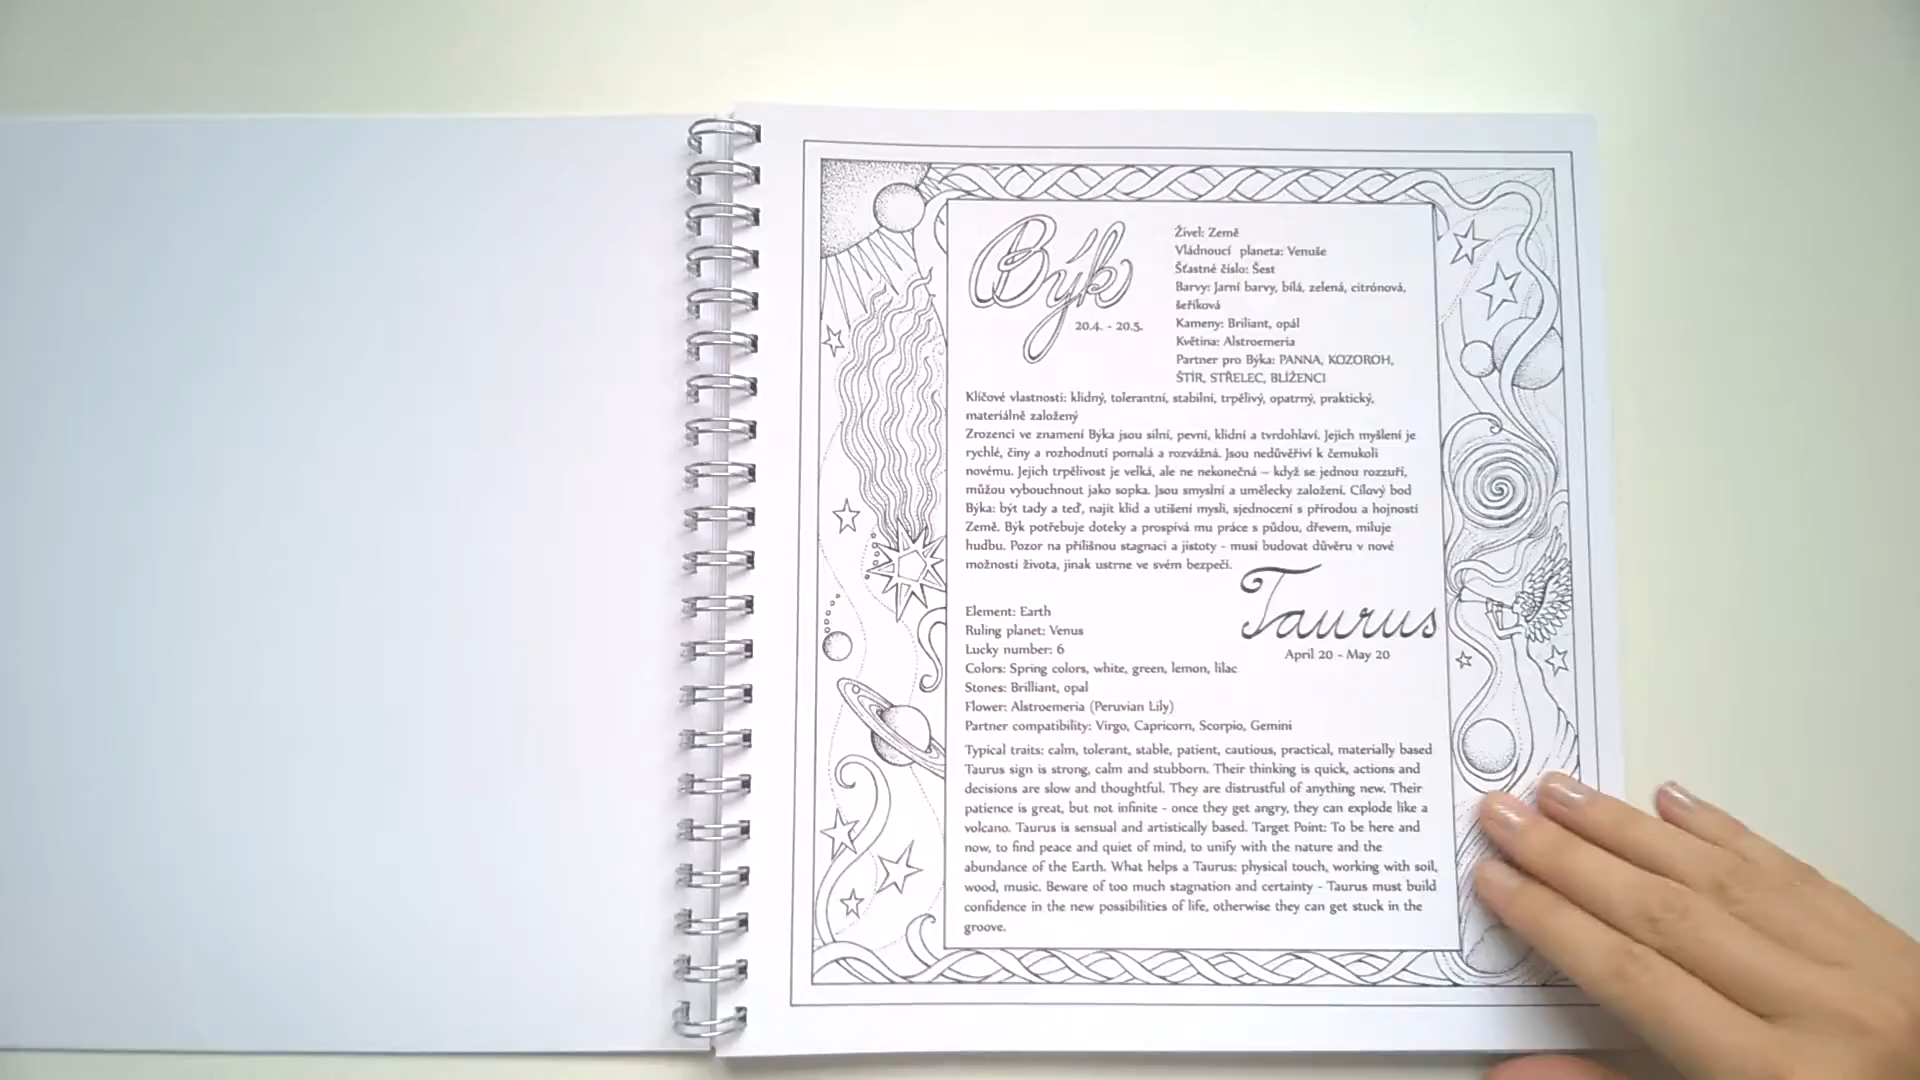 Býk
20.4. - 20.5.
Živel: Země
Vládnoucí planeta: Venuše
Šťastné číslo: Šest
Barvy: Jarní barvy, bílá, zelená, citrónová,
šeříková
Kameny: Briliant, opál
Květina: Alstroemeria
Partner pro Býka: PANNA, KOZOROH,
ŠTÍR, STŘELEC, BLÍŽENCI
Klíčové vlastnosti: klidný, tolerantní, stabilní, trpělivý, opatrný, praktický,
materiálně založený
Zrozenci ve znamení Býka jsou silní, pevní, klidní a tvrdohlaví. Jejich myšlení je
rychlé, činy a rozhodnutí pomalá a rozvážná. Jsou nedůvěřiví k čemukoli
novému. Jejich trpělivost je velká, ale ne nekonečná – když se jednou rozzuří,
můžou vybouchnout jako sopka. Jsou smyslní a umělecky založení. Cílový bod
Býka: být tady a teď, najít klid a utišení mysli, sjednocení s přírodou a hojností
Země. Býk potřebuje doteky a prospívá mu práce s půdou, dřevem, miluje
hudbu. Pozor na přílišnou stagnaci a jistoty - musí budovat důvěru v nové
možnosti života, jinak ustrne ve svém bezpečí.
Taurus
April 20 - May 20
Element: Earth
Ruling planet: Venus
Lucky number: 6
Colors: Spring colors, white, green, lemon, lilac
Stones: Brilliant, opal
Flower: Alstroemeria (Peruvian Lily)
Partner compatibility: Virgo, Capricorn, Scorpio, Gemini
Typical traits: calm, tolerant, stable, patient, cautious, practical, materially based
Taurus sign is strong, calm and stubborn. Their thinking is quick, actions and
decisions are slow and thoughtful. They are distrustful of anything new. Their
patience is great, but not infinite - once they get angry, they can explode like a
volcano. Taurus is sensual and artistically based. Target Point: To be here and
now, to find peace and quiet of mind, to unify with the nature and the
abundance of the Earth. What helps a Taurus: physical touch, working with soil,
wood, music. Beware of too much stagnation and certainty - Taurus must build
confidence in the new possibilities of life, otherwise they can get stuck in the
groove.